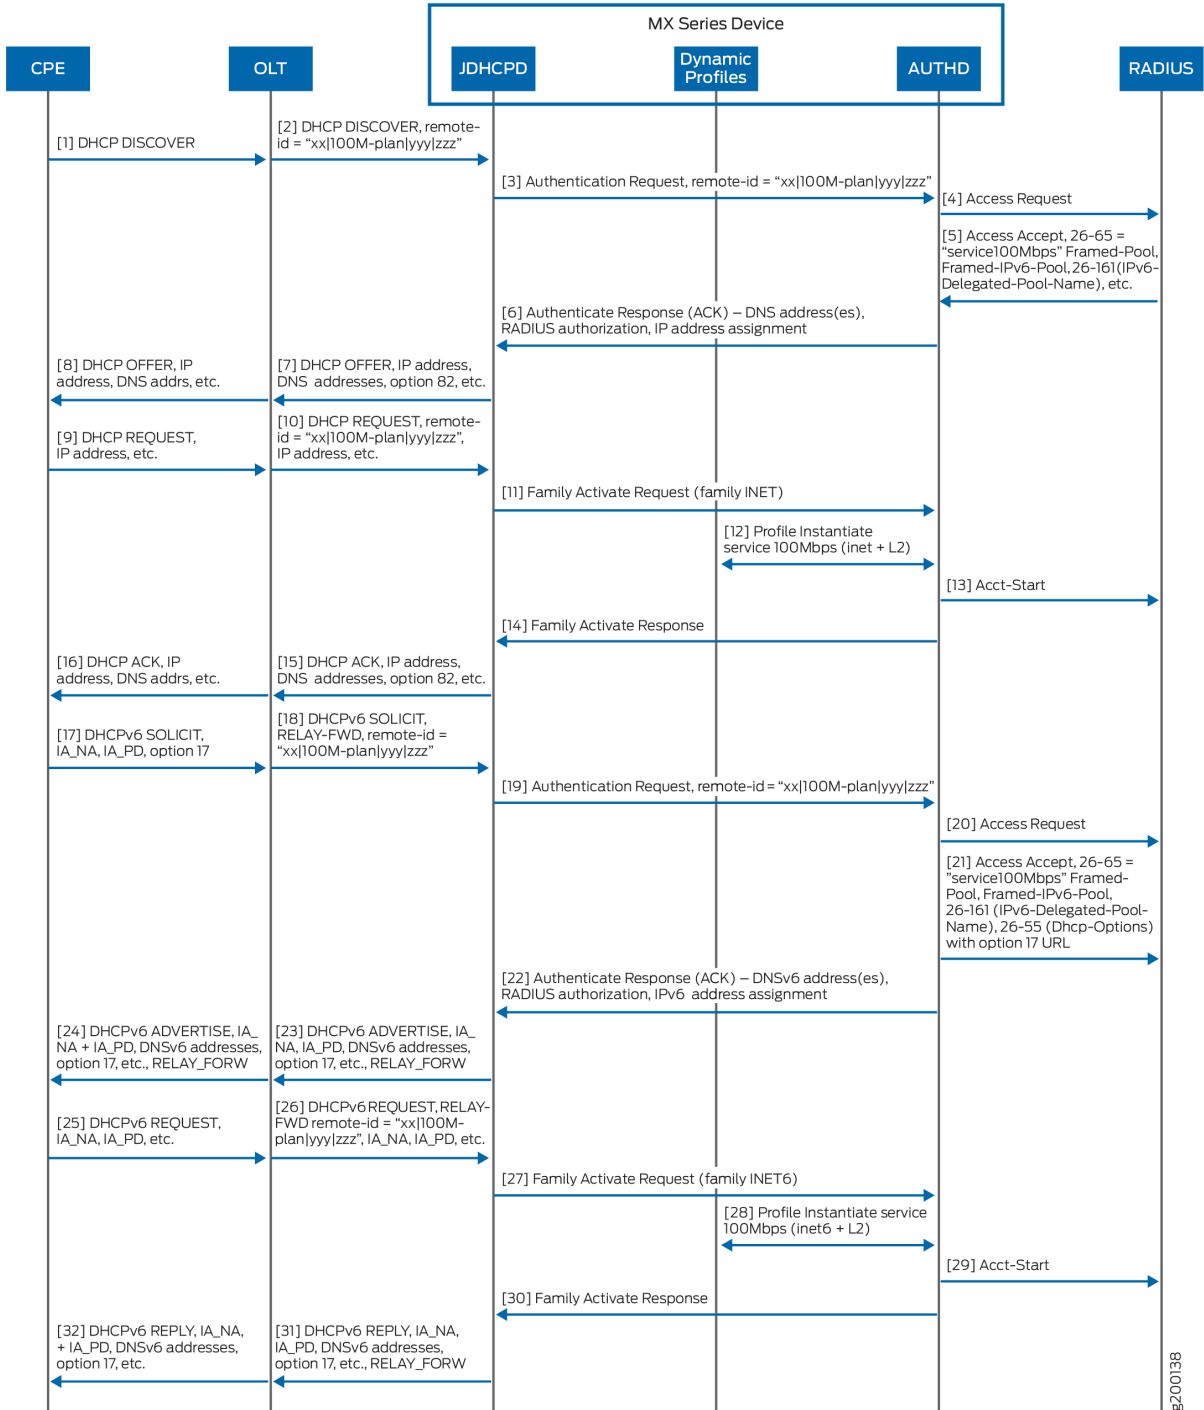 MX Series Device
CPE
OLT
JDHCPD
Dynamic
Profiles
AUTHD
RADIUS
[1] DHCP DISCOVER
[2] DHCP DISCOVER, remote-
id = “xx|100M-plan|yyy|zzz”
[3] Authentication Request, remote-id = “xx|100M-plan|yyy|zzz”
[4] Access Request
[5] Access Accept, 26-65 =
“service100Mbps” Framed-Pool,
Framed-IPv6-Pool, 26-161(IPv6-
Delegated-Pool-Name), etc.
[6] Authenticate Response (ACK) – DNS address(es),
RADIUS authorization, IP address assignment
[8] DHCP OFFER, IP
address, DNS addrs, etc.
[7] DHCP OFFER, IP address,
DNS addresses, option 82, etc.
[9] DHCP REQUEST,
IP address, etc.
[10] DHCP REQUEST, remote-
id = “xx|100M-plan|yyy|zzz”,
IP address, etc.
[11] Family Activate Request (family INET)
[12] Profile Instantiate
service 100Mbps (inet + L2)
[13] Acct-Start
[14] Family Activate Response
[16] DHCP ACK, IP
address, DNS addrs, etc.
[15] DHCP ACK, IP address,
DNS addresses, option 82, etc.
[17] DHCPv6 SOLICIT,
IA_NA, IA_PD, option 17
[18] DHCPv6 SOLICIT,
RELAY-FWD, remote-id =
“xx|100M-plan|yyy|zzz”
[19] Authentication Request, remote-id = “xx|100M-plan|yyy|zzz”
[20] Access Request
[21] Access Accept, 26-65 =
”service100Mbps” Framed-
Pool, Framed-IPv6-Pool,
26-161 (IPv6-Delegated-Pool-
Name), 26-55 (Dhcp-Options)
with option 17 URL
[22] Authenticate Response (ACK) – DNSv6 address(es),
RADIUS authorization, IPv6 address assignment
[24] DHCPv6 ADVERTISE, IA_
NA + IA_PD, DNSv6 addresses,
option 17, etc., RELAY_FORW
[23] DHCPv6 ADVERTISE, IA_
NA, IA_PD, DNSv6 addresses,
option 17, etc., RELAY_FORW
[25] DHCPv6 REQUEST,
IA_NA, IA_PD, etc.
[26] DHCPv6 REQUEST, RELAY-
FWD remote-id = “xx|100M-
plan|yyy|zzz”, IA_NA, IA_PD, etc.
[27] Family Activate Request (family INET6)
[28] Profile Instantiate service
100Mbps (inet6 + L2)
[29] Acct-Start
[30] Family Activate Response
[32] DHCPv6 REPLY, IA_NA,
+ IA_PD, DNSv6 addresses,
option 17, etc.
[31] DHCPv6 REPLY, IA_NA,
IA_PD, DNSv6 addresses,
option 17, etc., RELAY_FORW
g200138